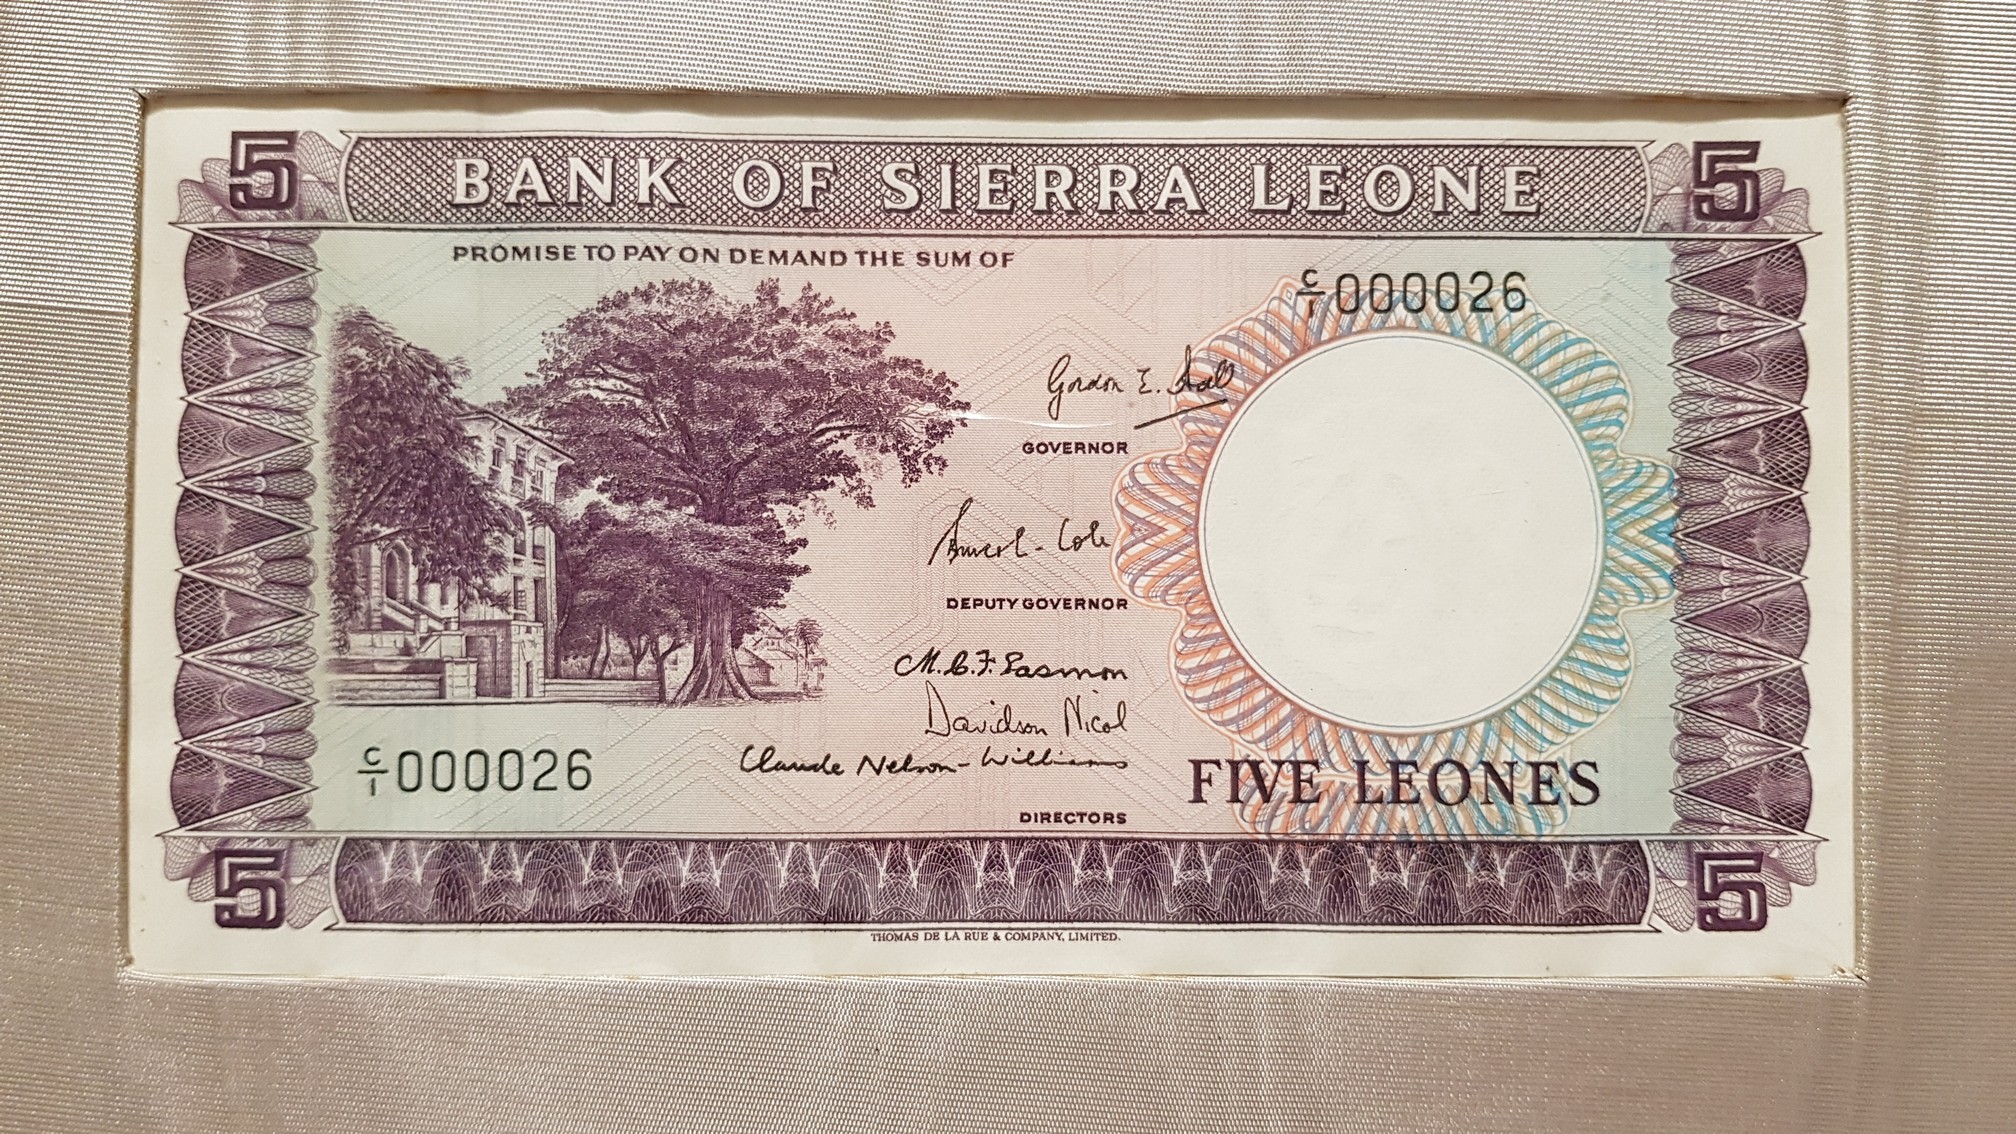 5 BANK OF SIERRA LEONE 5
PROMISE TO PAY ON DEMAND THE SUM OF
C/1 000026
Gordon E. Hall
GOVERNOR
Cole
DEPUTY GOVERNOR
M.C.F. Easmon
Davidson Nicol
Claude Nelson-Williams
C/1 000026
FIVE LEONES
DIRECTORS
5 5
THOMAS DE LA RUE & COMPANY, LIMITED.